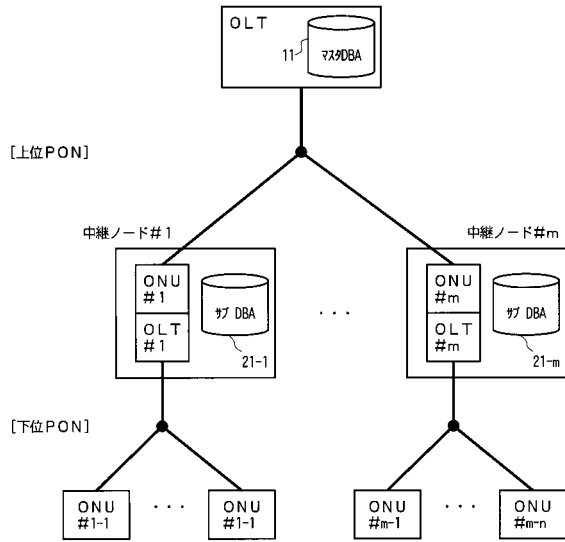 OLT
11
マスタDBA
[上位PON]
中継ノード#1
中継ノード#m
ONU
#1
OLT
#1
サブ DBA
21-1
・・・
ONU
#m
OLT
#m
サブ DBA
21-m
[下位PON]
ONU
#1-1
・・・
ONU
#1-1
ONU
#m-1
・・・
ONU
#m-n